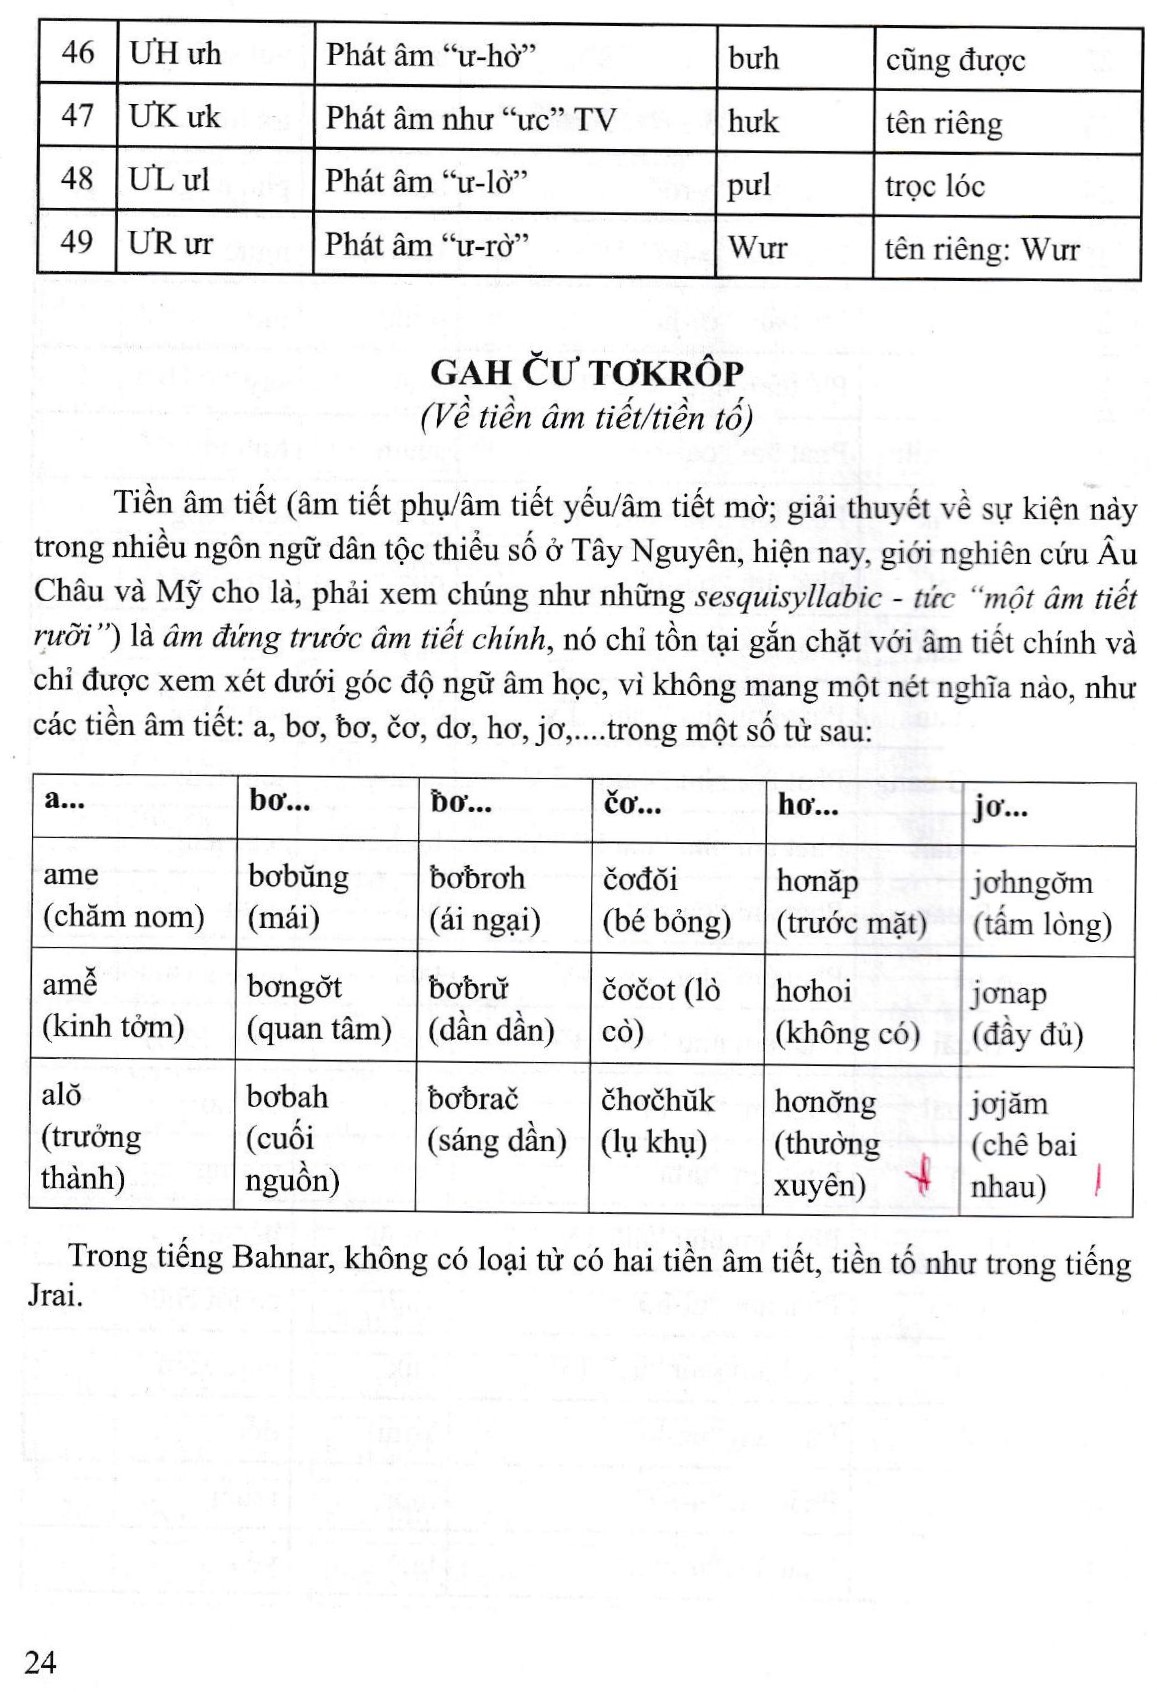 46 ƯH ưh Phát âm “ư-hờ” bưh cũng được
47 ƯK ưk Phát âm như “ưc” TV hưk tên riêng
48 ƯL ưl Phát âm “ư-lờ” pưl trọc lóc
49 ƯR ưr Phát âm “ư-rờ” Wưr tên riêng: Wưr
GAH ČƯ TƠKRÔP
(Về tiền âm tiết/tiền tố)
Tiền âm tiết (âm tiết phụ/âm tiết yếu/âm tiết mờ; giải thuyết về sự kiện này
trong nhiều ngôn ngữ dân tộc thiểu số ở Tây Nguyên, hiện nay, giới nghiên cứu Âu
Châu và Mỹ cho là, phải xem chúng như những sesquisyllabic - tức “một âm tiết
rưỡi”) là âm đứng trước âm tiết chính, nó chỉ tồn tại gắn chặt với âm tiết chính và
chỉ được xem xét dưới góc độ ngữ âm học, vì không mang một nét nghĩa nào, như
các tiền âm tiết: a, bơ, ƀơ, čơ, dơ, hơ, jơ,....trong một số từ sau:
a... bơ... ƀơ... čơ... hơ... jơ...
ame bơbŭng ƀơƀrơh čơđŏi hơnăp jơhngơ̆m
(chăm nom) (mái) (ái ngại) (bé bỏng) (trước mặt) (tấm lòng)
amê̆ bơngơ̆t ƀơƀrư̆ čơčot (lò hơhoi jơnap
(kinh tởm) (quan tâm) (dần dần) cò) (không có) (đầy đủ)
alŏ bơbah ƀơƀrač čhơčhŭk hơnơ̆ng jơjăm
(trưởng (cuối (sáng dần) (lụ khụ) (thường (chê bai
thành) nguồn) xuyên) nhau)
Trong tiếng Bahnar, không có loại từ có hai tiền âm tiết, tiền tố như trong tiếng
Jrai.
24